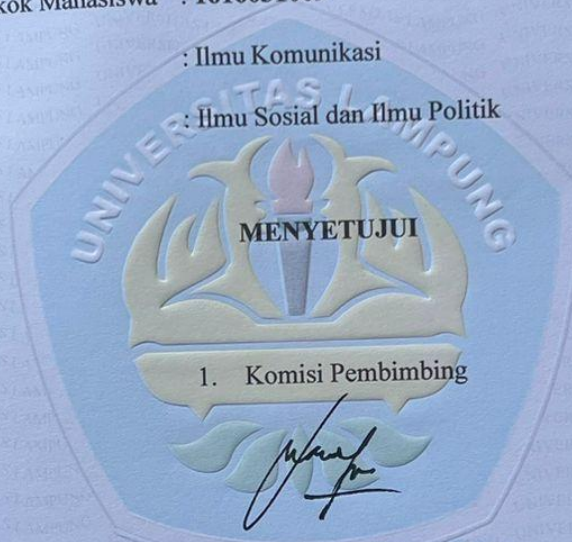 Mahasiswa :
: Ilmu Komunikasi
: Ilmu Sosial dan Ilmu Politik
UNIVERSITAS LAMPUNG
MENYETUJUI
1. Komisi Pembimbing